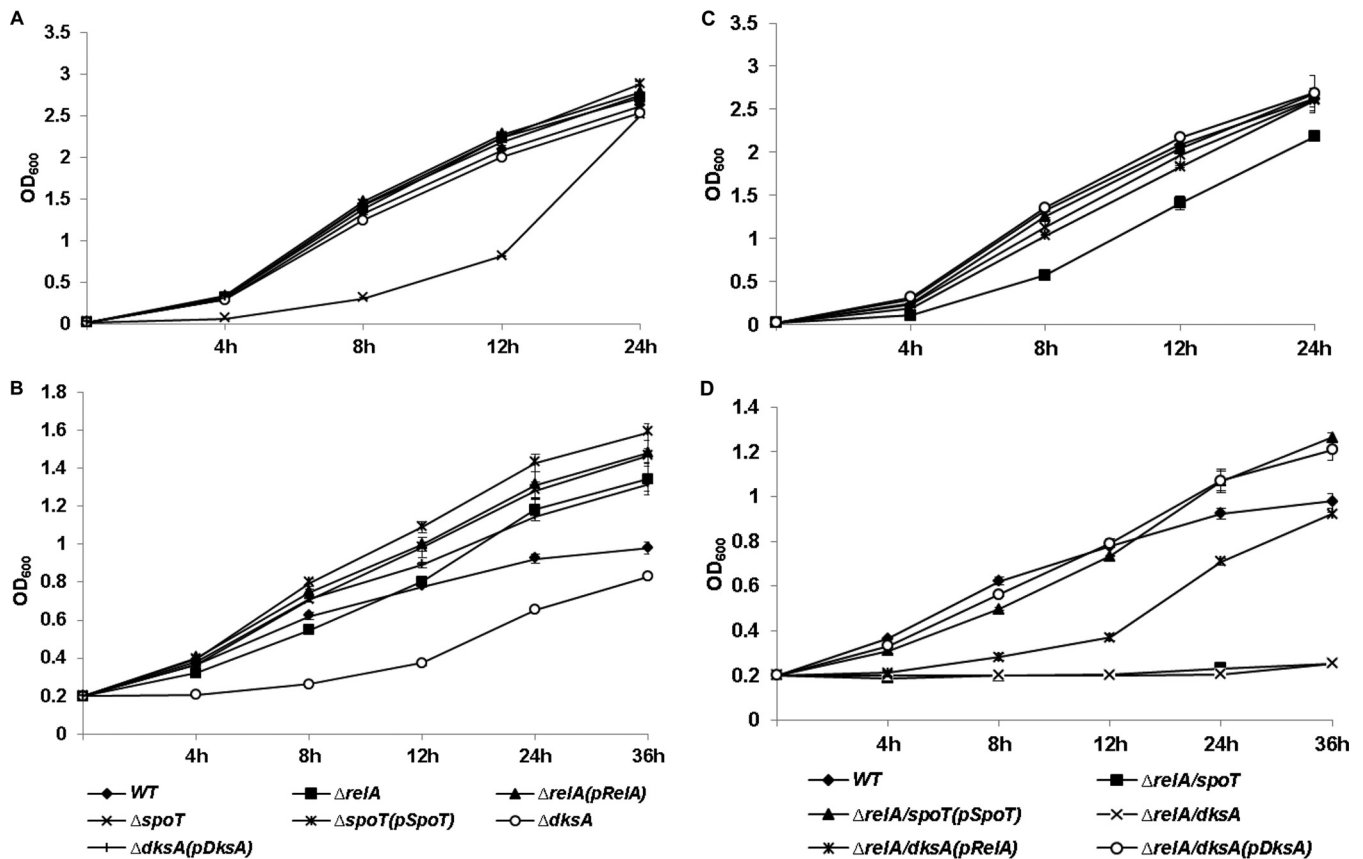 A
OD600
3.5
3
2.5
2
1.5
1
0.5
0
4h 8h 12h 24h
C
OD600
3.5
3
2.5
2
1.5
1
0.5
0
4h 8h 12h 24h
B
OD600
1.8
1.6
1.4
1.2
1
0.8
0.6
0.4
0.2
0
4h 8h 12h 24h 36h
WT ΔrelA ΔrelA(pRelA)
ΔspoT ΔspoT(pSpoT) ΔdksA
ΔdksA(pDksA)
D
OD600
1.4
1.2
1
0.8
0.6
0.4
0.2
0
4h 8h 12h 24h 36h
WT ΔrelA/spoT
ΔrelA/spoT(pSpoT) ΔrelA/dksA
ΔrelA/dksA(pRelA) ΔrelA/dksA(pDksA)